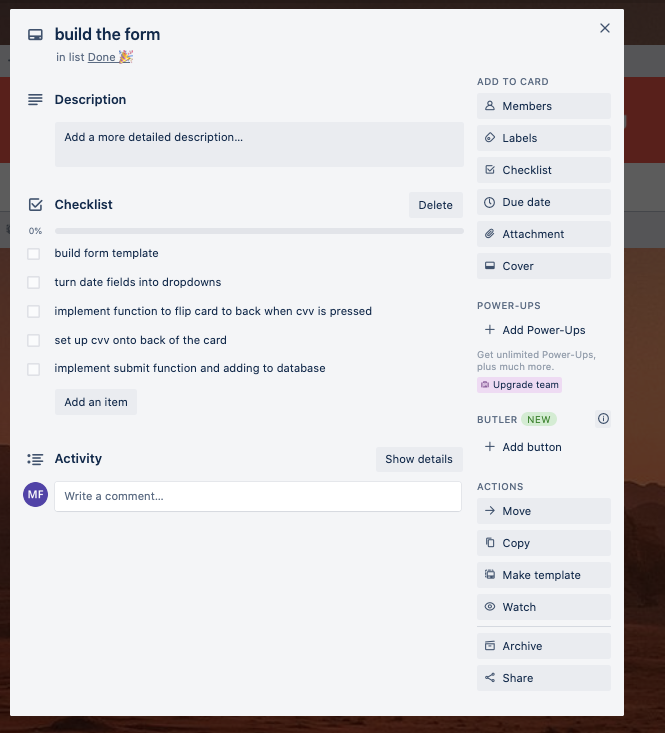 build the form
in list Done 🎉
Description
Add a more detailed description...
Checklist
Delete
0%
build form template
turn date fields into dropdowns
implement function to flip card to back when cvv is pressed
set up cvv onto back of the card
implement submit function and adding to database
Add an item
Activity
Show details
MF
Write a comment...
ADD TO CARD
Members
Labels
Checklist
Due date
Attachment
Cover
POWER-UPS
Add Power-Ups
Get unlimited Power-Ups,
plus much more.
Upgrade team
BUTLER NEW
Add button
ACTIONS
Move
Copy
Make template
Watch
Archive
Share